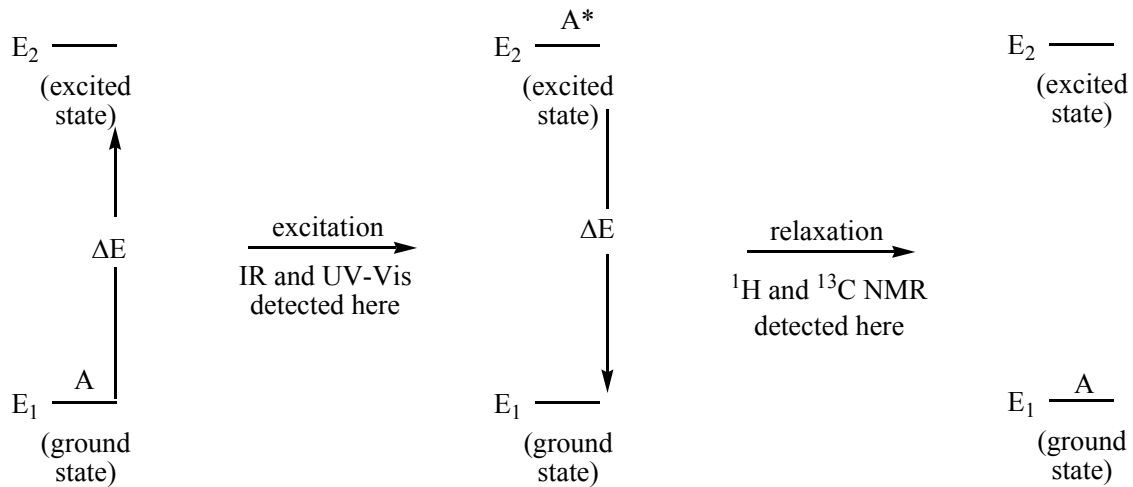 E₂
(excited
state)
ΔE
A
E₁
(ground
state)
excitation
IR and UV-Vis
detected here
A*
E₂
(excited
state)
ΔE
E₁
(ground
state)
relaxation
¹H and ¹³C NMR
detected here
E₂
(excited
state)
A
E₁
(ground
state)